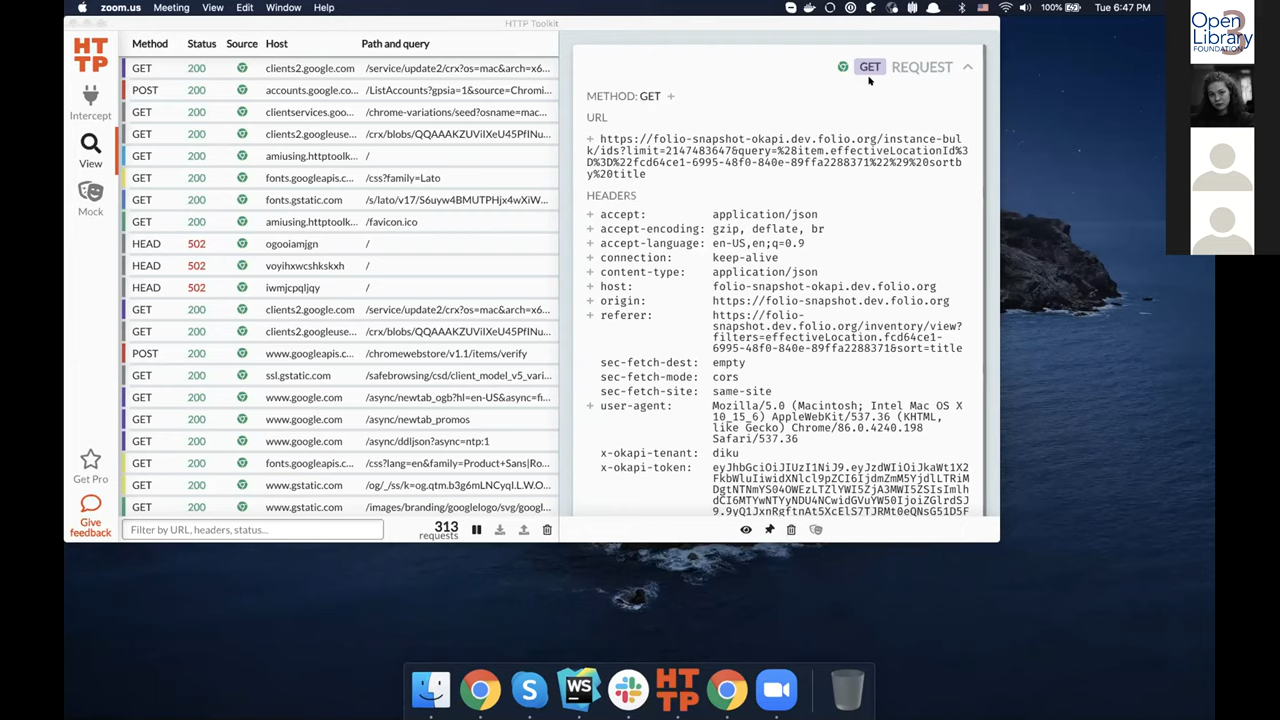 zoom.us Meeting View Edit Window Help
100% Tue 6:47 PM
HTTP Toolkit
HT
TP
Intercept
View
Mock
Get Pro
Give
feedback
Method Status Source Host Path and query
GET 200 clients2.google.com /service/update2/crx?os=mac&arch=x6...
POST 200 accounts.google.co... /ListAccounts?gpsia=1&source=Chromi...
GET 200 clientservices.goo... /chrome-variations/seed?osname=mac...
GET 200 clients2.googleuse... /crx/blobs/QQAAAKZUViIXeU45PfINu...
GET 200 amiusing.httptoolk... /
GET 200 fonts.googleapis.c... /css?family=Lato
GET 200 fonts.gstatic.com /s/lato/v17/S6uyw4BMUTPHjx4wXiW...
GET 200 amiusing.httptoolk... /favicon.ico
HEAD 502 ogooiamjgn /
HEAD 502 voyihxwcshkskxh /
HEAD 502 iwmjcpqljqy /
GET 200 clients2.google.com /service/update2/crx?os=mac&arch=x6...
GET 200 clients2.googleuse... /crx/blobs/QQAAAKZUViIXeU45PfINu...
POST 200 www.googleapis.c... /chromewebstore/v1.1/items/verify
GET 200 ssl.gstatic.com /safebrowsing/csd/client_model_v5_vari...
GET 200 www.google.com /async/newtab_ogb?hl=en-US&async=fi...
GET 200 www.google.com /async/newtab_promos
GET 200 www.google.com /async/ddljson?async=ntp:1
GET 200 fonts.googleapis.c... /css?lang=en&family=Product+Sans|Ro...
GET 200 www.gstatic.com /og/_/ss/k=og.qtm.b3g6mLNCyqI.L.W.O...
GET 200 www.gstatic.com /images/branding/googlelogo/svg/googl...
Filter by URL, headers, status...
313
requests
GET REQUEST
METHOD: GET +
URL
+ https://folio-snapshot-okapi.dev.folio.org/instance-bul
k/ids?limit=2147483647&query=%28item.effectiveLocationId%3
D%3D%22fcd64ce1-6995-48f0-840e-89ffa2288371%22%29%20sortb
y%20title
HEADERS
+ accept: application/json
+ accept-encoding: gzip, deflate, br
+ accept-language: en-US,en;q=0.9
+ connection: keep-alive
+ content-type: application/json
+ host: folio-snapshot-okapi.dev.folio.org
+ origin: https://folio-snapshot.dev.folio.org
+ referer: https://folio-
snapshot.dev.folio.org/inventory/view?
filters=effectiveLocation.fcd64ce1-
6995-48f0-840e-89ffa2288371&sort=title
sec-fetch-dest: empty
sec-fetch-mode: cors
sec-fetch-site: same-site
+ user-agent: Mozilla/5.0 (Macintosh; Intel Mac OS X
10_15_6) AppleWebKit/537.36 (KHTML,
like Gecko) Chrome/86.0.4240.198
Safari/537.36
x-okapi-tenant: diku
x-okapi-token:
Open
Library
FOUNDATION
3
WS
HT
TP